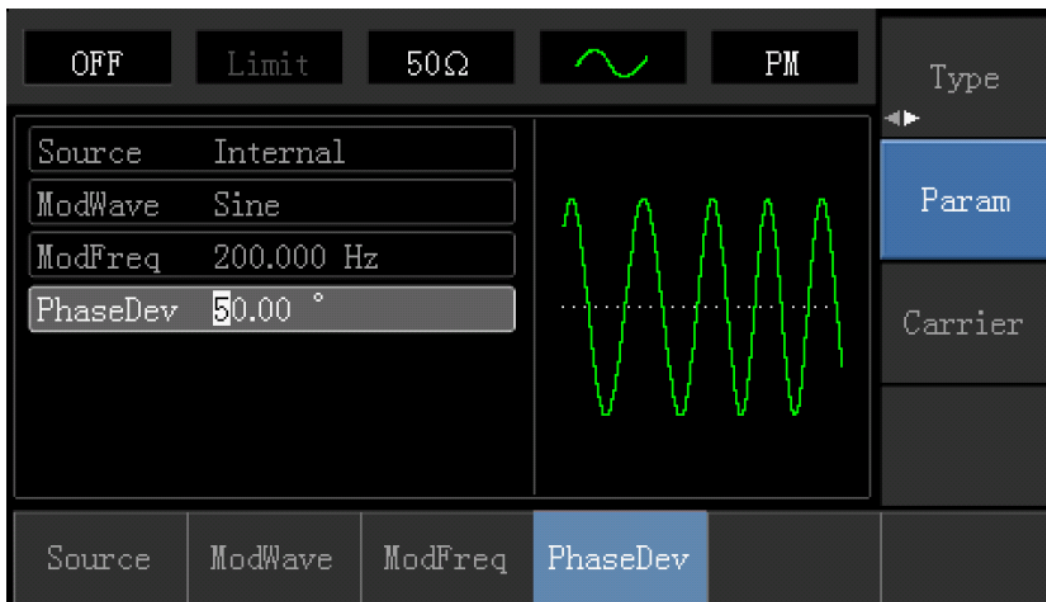 OFF Limit 50Ω PM
Type
Source Internal
ModWave Sine
ModFreq 200.000 Hz
PhaseDev 50.00 °
Param
Carrier
Source ModWave ModFreq PhaseDev